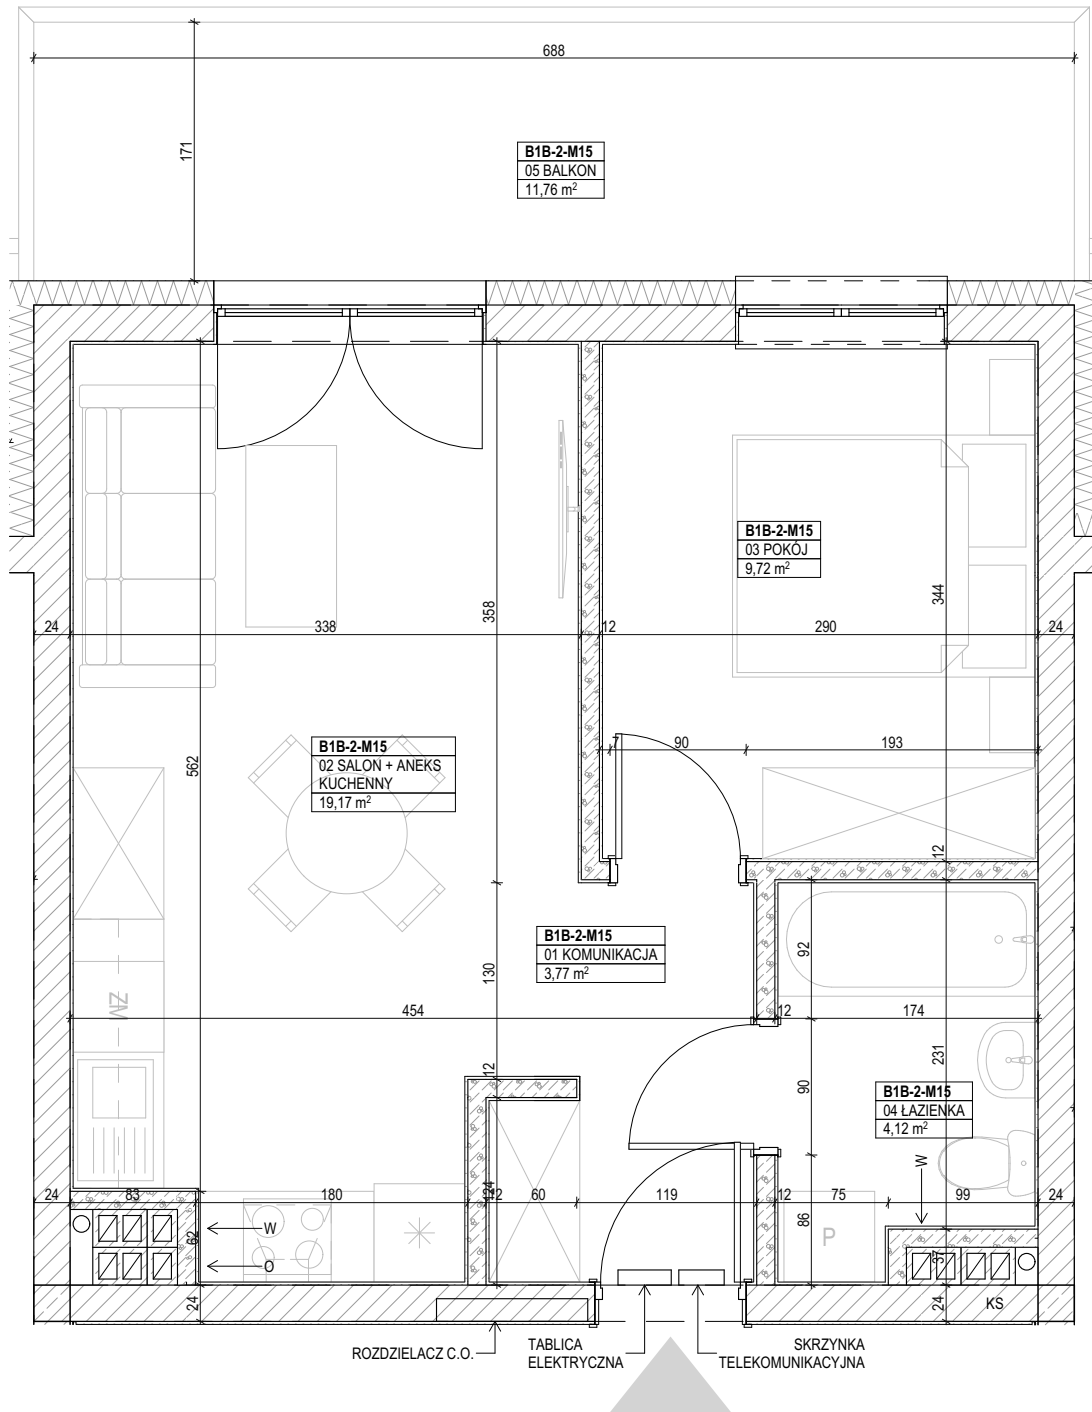 688
171
B1B-2-M15
05 BALKON
11,76 m²
B1B-2-M15
03 POKÓJ
9,72 m²
344
358
24
338
12
290
24
7
90
193
B1B-2-M15
02 SALON + ANEKS
KUCHENNY
19,17 m²
562
12
B1B-2-M15
01 KOMUNIKACJA
3,77 m²
92
130
ZM
454
12
174
231
12
90
B1B-2-M15
04 ŁAZIENKA
4,12 m²
W
24
83
180
12
124
60
119
12
75
99
24
86
W
62
O
P
37
24
24
KS
ROZDZIELACZ C.O.
TABLICA
ELEKTRYCZNA
SKRZYNKA
TELEKOMUNIKACYJNA